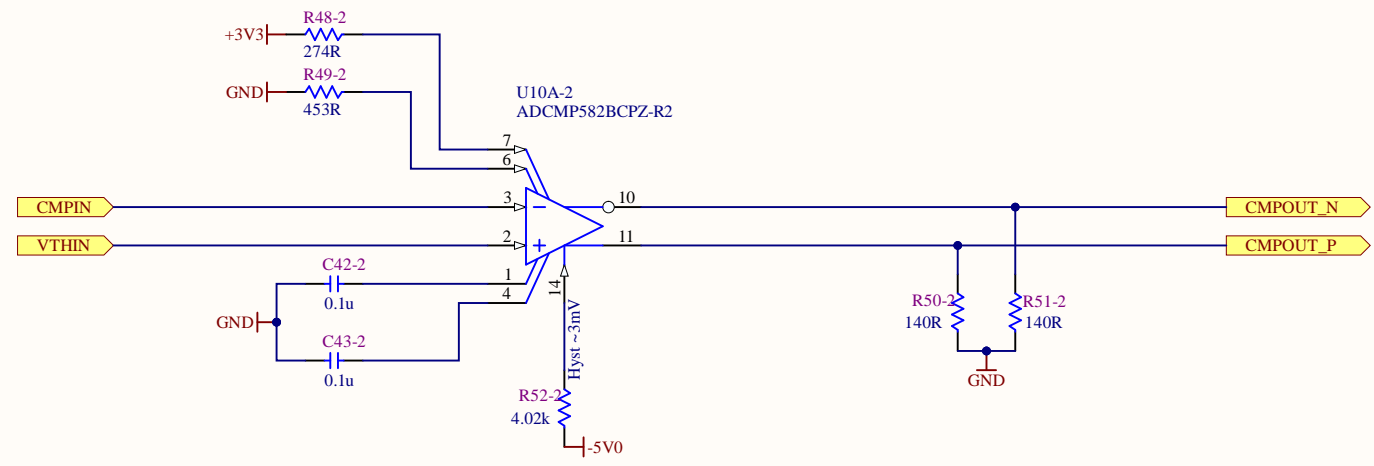 R48-2
+3V3
274R
R49-2
GND
453R
U10A-2
ADCMP582BCPZ-R2
7
6
CMPIN
3
10
CMPOUT_N
VTHIN
2
11
CMPOUT_P
C42-2
0.1u
1
4
14
GND
C43-2
0.1u
Hyst ~3mV
R50-2
140R
R51-2
140R
GND
R52-2
4.02k
-5V0